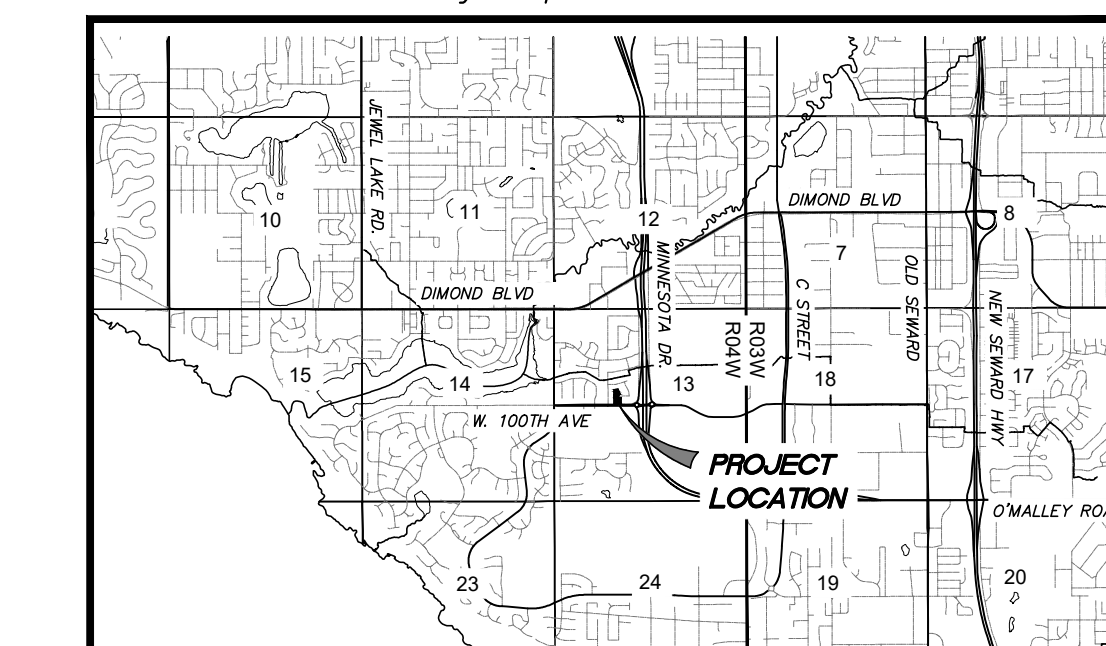 JEWEL LAKE RD.
10
11
12
DIMOND BLVD
8
7
MINNESOTA DR.
OLD SEWARD
C STREET
DIMOND BLVD
NEW SEWARD HWY
R04W
R03W
15
14
13
18
17
W. 100TH AVE
PROJECT
LOCATION
O'MALLEY ROA
23
24
19
20